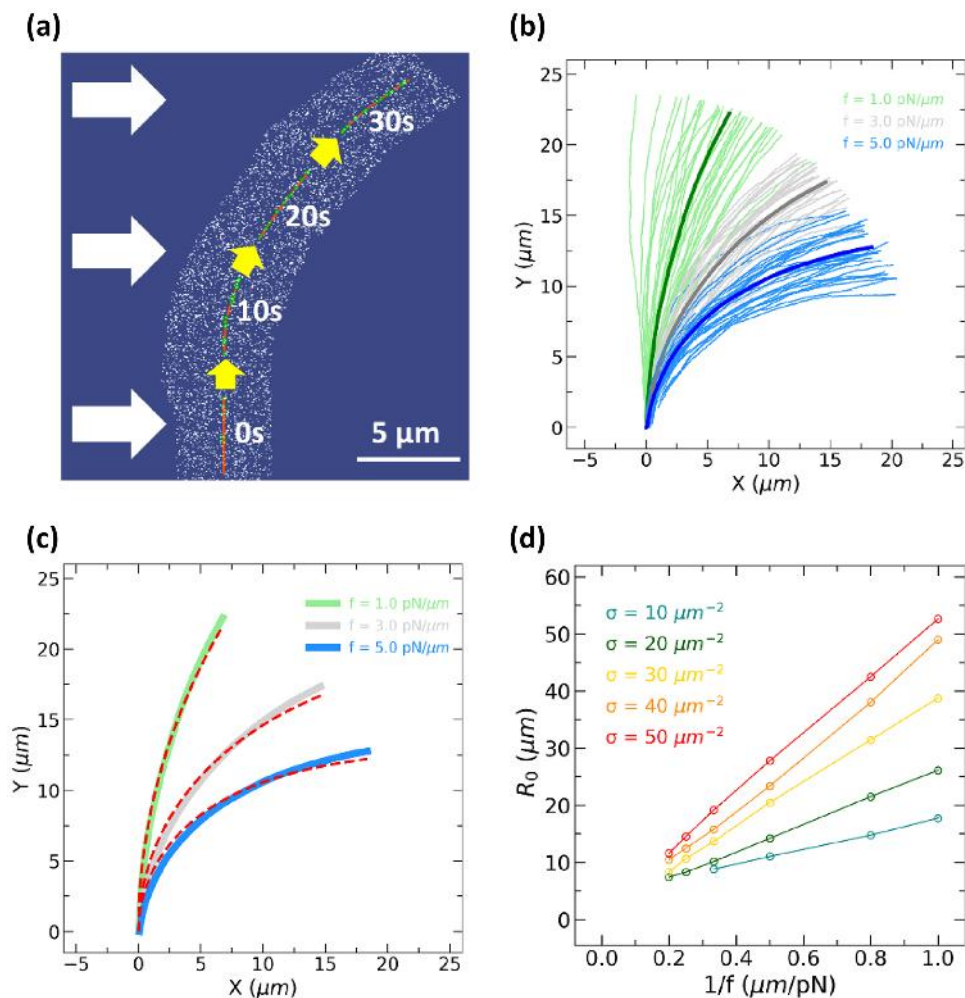 (a)
30s
20s
10s
0s
5 μm
(b)
f = 1.0 pN/μm
f = 3.0 pN/μm
f = 5.0 pN/μm
25
20
15
10
5
0
Y (μm)
−5 0 5 10 15 20 25
X (μm)
(c)
f = 1.0 pN/μm
f = 3.0 pN/μm
f = 5.0 pN/μm
25
20
15
10
5
0
Y (μm)
−5 0 5 10 15 20 25
X (μm)
(d)
σ = 10 μm⁻²
σ = 20 μm⁻²
σ = 30 μm⁻²
σ = 40 μm⁻²
σ = 50 μm⁻²
60
50
40
30
20
10
0
R₀ (μm)
0.0 0.2 0.4 0.6 0.8 1.0
1/f (μm/pN)